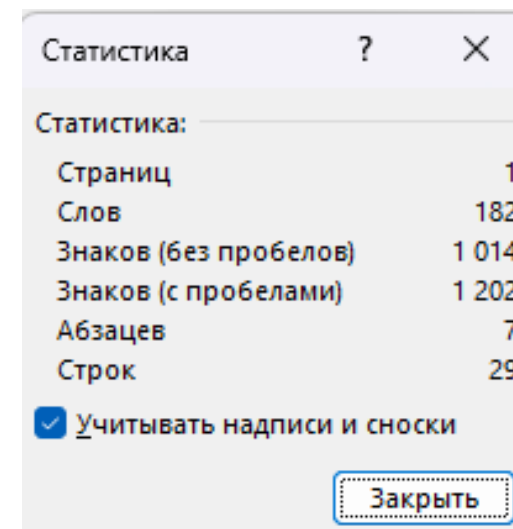 Статистика ? ×
Статистика:
Страниц 1
Слов 182
Знаков (без пробелов) 1 014
Знаков (с пробелами) 1 202
Абзацев 7
Строк 29
Учитывать надписи и сноски
Закрыть